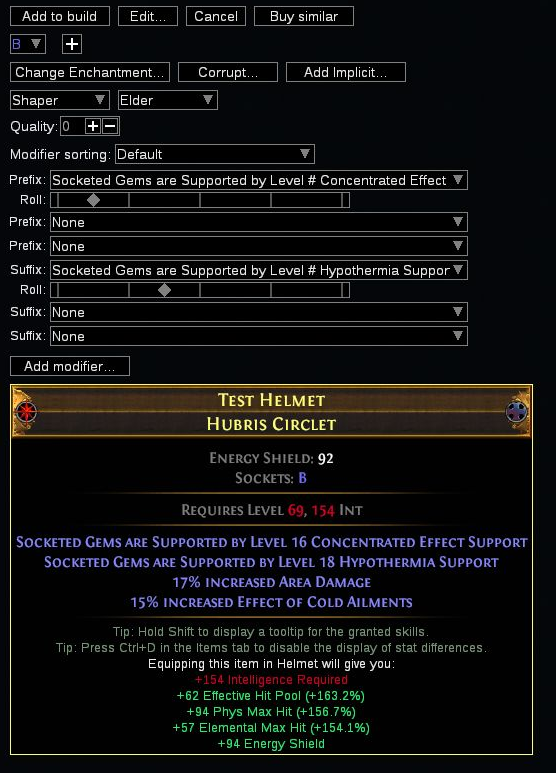 Add to build Edit... Cancel Buy similar
B +
Change Enchantment... Corrupt... Add Implicit...
Shaper Elder
Quality: 0 + −
Modifier sorting: Default
Prefix: Socketed Gems are Supported by Level # Concentrated Effect
Roll:
Prefix: None
Prefix: None
Suffix: Socketed Gems are Supported by Level # Hypothermia Suppor
Roll:
Suffix: None
Suffix: None
Add modifier...
Test Helmet
Hubris Circlet
Energy Shield: 92
Sockets: B
Requires Level 69, 154 Int
Socketed Gems are Supported by Level 16 Concentrated Effect Support
Socketed Gems are Supported by Level 18 Hypothermia Support
17% increased Area Damage
15% increased Effect of Cold Ailments
Tip: Hold Shift to display a tooltip for the granted skills.
Tip: Press Ctrl+D in the Items tab to disable the display of stat differences.
Equipping this item in Helmet will give you:
+154 Intelligence Required
+62 Effective Hit Pool (+163.2%)
+94 Phys Max Hit (+156.7%)
+57 Elemental Max Hit (+154.1%)
+94 Energy Shield